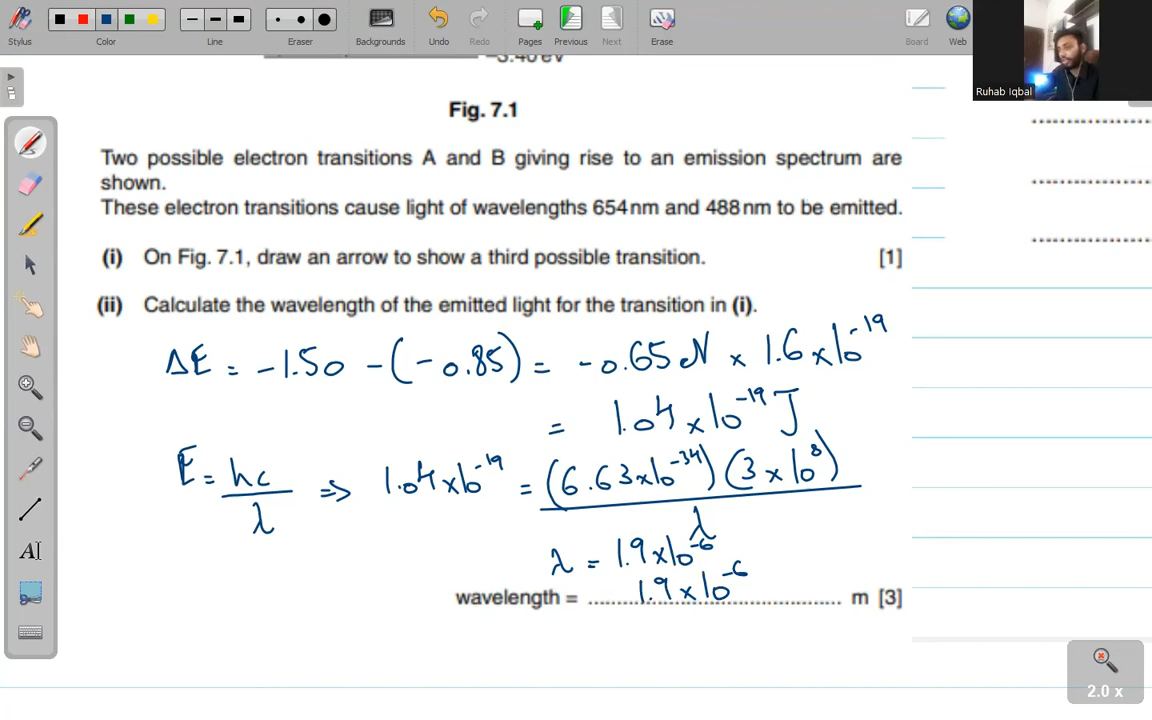 Stylus
Color
Line
Eraser
Backgrounds
Undo
Redo
Pages
Previous
Next
Erase
Board
Web
Ruhab Iqbal
-3.40 eV
Fig. 7.1
Two possible electron transitions A and B giving rise to an emission spectrum are
shown.
These electron transitions cause light of wavelengths 654 nm and 488 nm to be emitted.
(i) On Fig. 7.1, draw an arrow to show a third possible transition. [1]
(ii) Calculate the wavelength of the emitted light for the transition in (i).
ΔE = -1.50 - (-0.85) = -0.65 eV × 1.6 × 10^-19
= 1.04 × 10^-19 J
E = hc/λ ⇒ 1.04 × 10^-19 = (6.63 × 10^-34)(3 × 10^8)/λ
λ = 1.9 × 10^-6
wavelength = 1.9 × 10^-6 m [3]
2.0 x